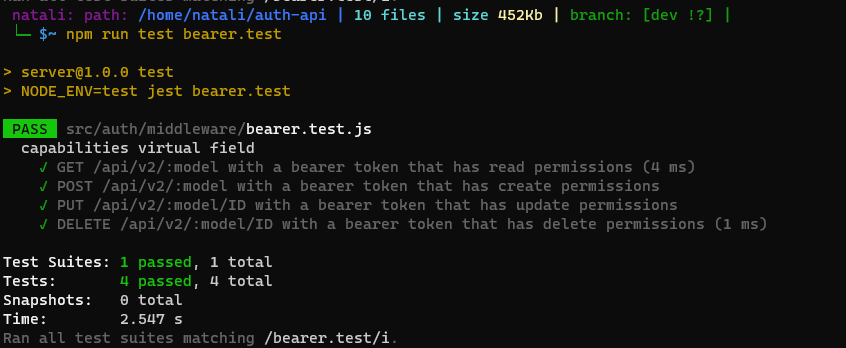 natali: path: /home/natali/auth-api | 10 files | size 452Kb | branch: [dev !?] |
└─ $~ npm run test bearer.test
> server@1.0.0 test
> NODE_ENV=test jest bearer.test
PASS src/auth/middleware/bearer.test.js
capabilities virtual field
✓ GET /api/v2/:model with a bearer token that has read permissions (4 ms)
✓ POST /api/v2/:model with a bearer token that has create permissions
✓ PUT /api/v2/:model/ID with a bearer token that has update permissions
✓ DELETE /api/v2/:model/ID with a bearer token that has delete permissions (1 ms)
Test Suites: 1 passed, 1 total
Tests: 4 passed, 4 total
Snapshots: 0 total
Time: 2.547 s
Ran all test suites matching /bearer.test/i.